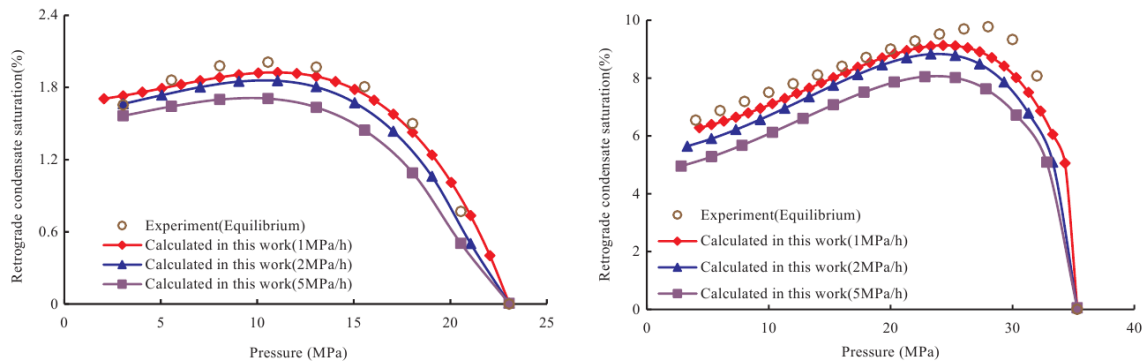 2.4
1.8
1.2
0.6
0
Retrograde condensate saturation(%)
Experiment(Equilibrium)
Calculated in this work(1MPa/h)
Calculated in this work(2MPa/h)
Calculated in this work(5MPa/h)
0 5 10 15 20 25
Pressure (MPa)
10
8
6
4
2
0
Retrograde condensate saturation(%)
Experiment(Equilibrium)
Calculated in this work(1MPa/h)
Calculated in this work(2MPa/h)
Calculated in this work(5MPa/h)
0 10 20 30 40
Pressure (MPa)